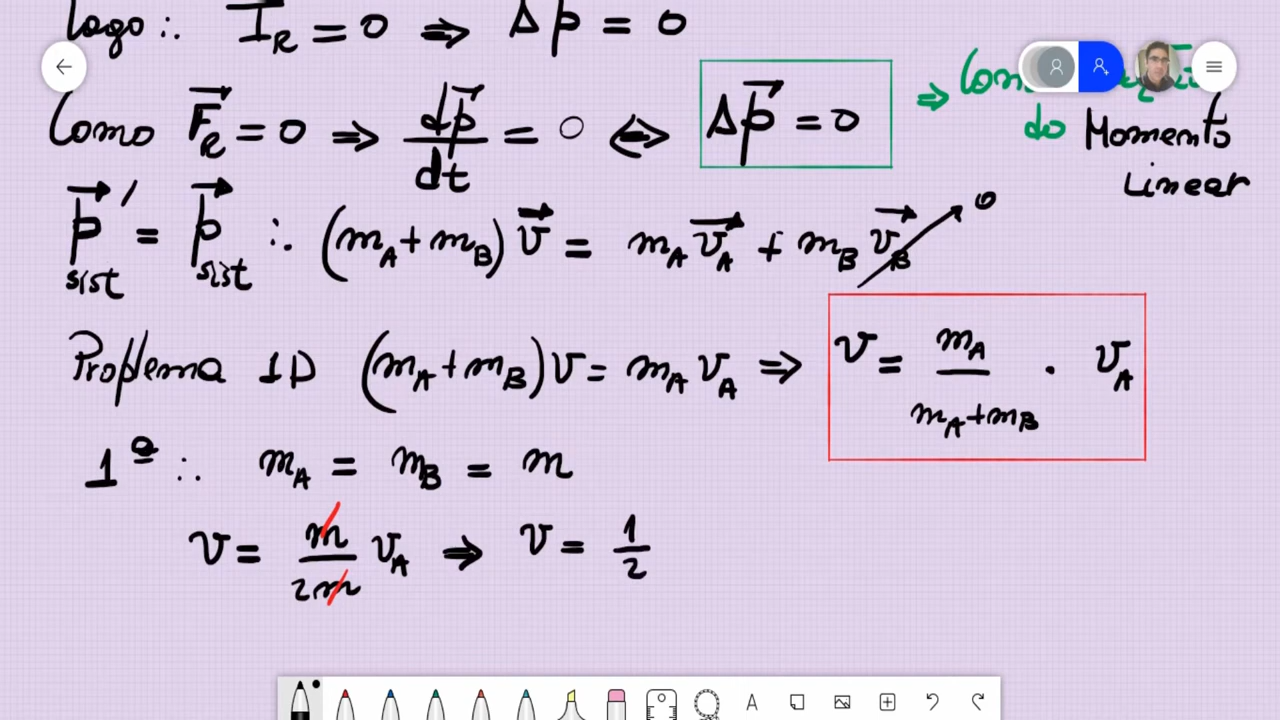 Logo ∴ I_R = 0 ⇒ Δp = 0
Como F_R = 0 ⇒ dp/dt = 0 ⇔ Δp = 0 ⇒
do Momento
Linear
p'_sist = p_sist ∴ (m_A + m_B) v = m_A v_A + m_B v_B 0
Problema 1D (m_A + m_B) v = m_A v_A ⇒ v = m_A/(m_A + m_B) · v_A
1º ∴ m_A = m_B = m
v = m/2m v_A ⇒ v = 1/2
A